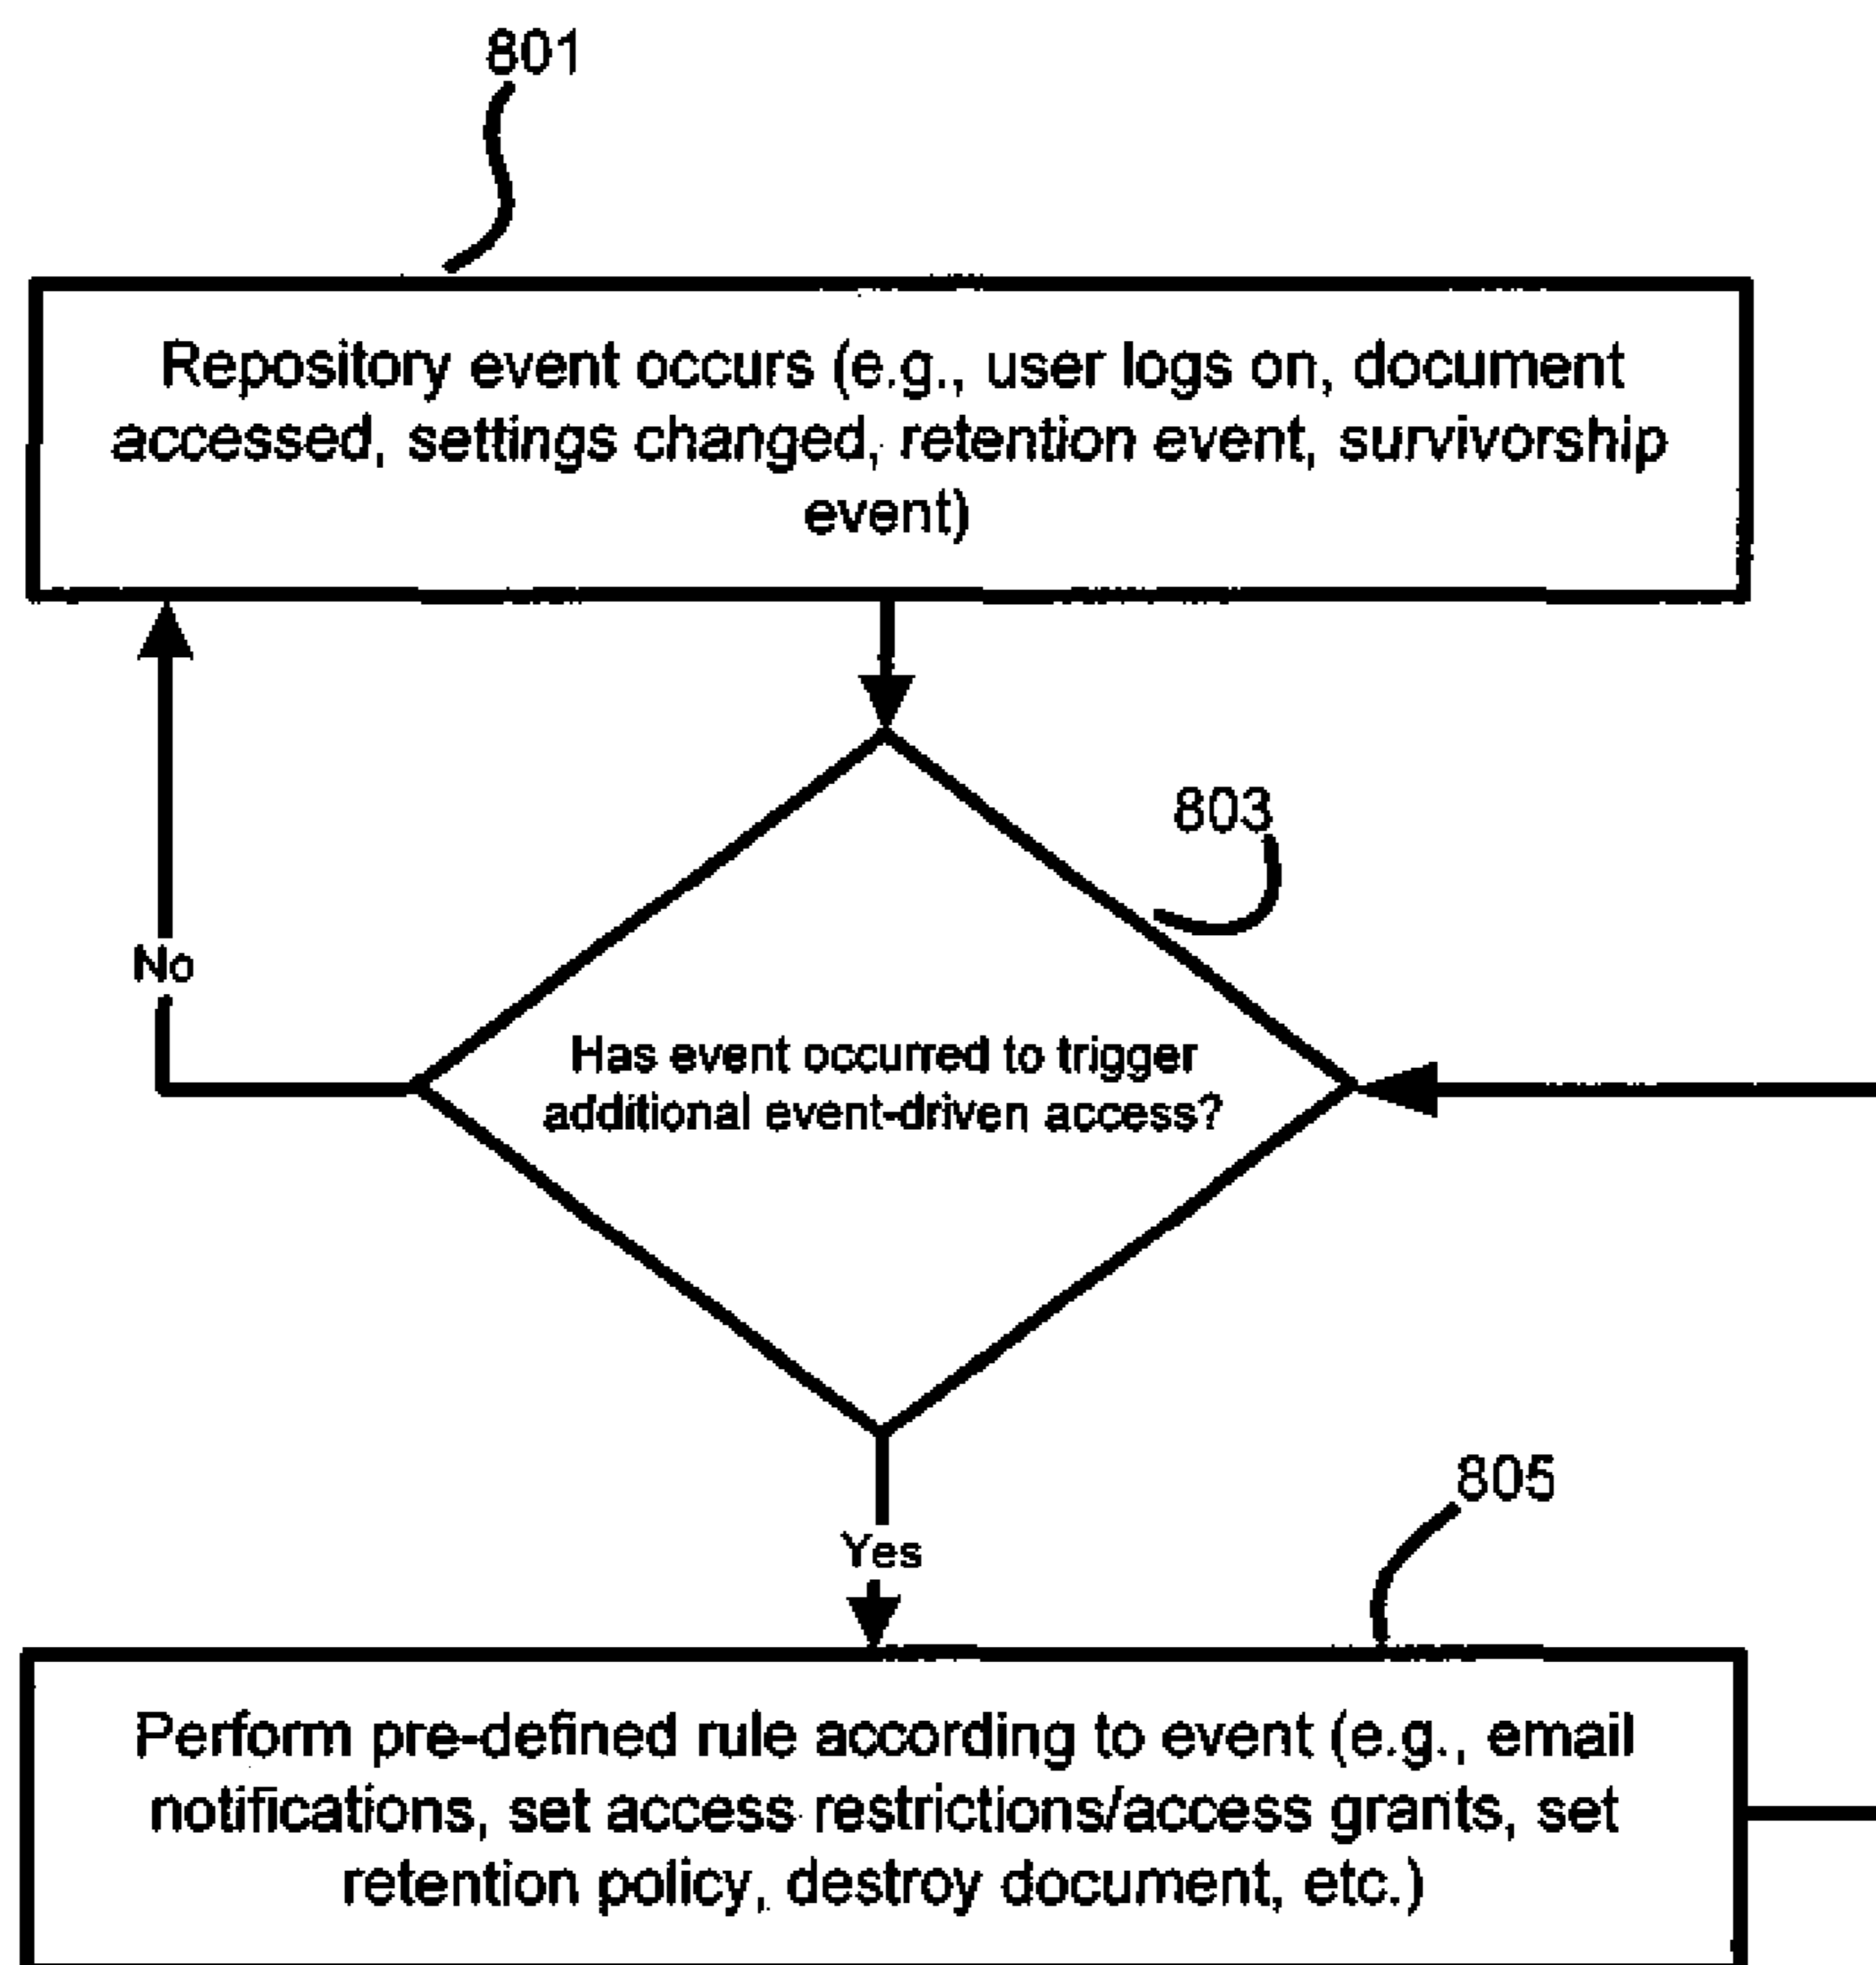 801
Repository event occurs (e.g., user logs on, document
accessed, settings changed, retention event, survivorship
event)
803
No
Has event occurred to trigger
additional event-driven access?
805
Yes
Perform pre-defined rule according to event (e.g., email
notifications, set access restrictions/access grants, set
retention policy, destroy document, etc.)